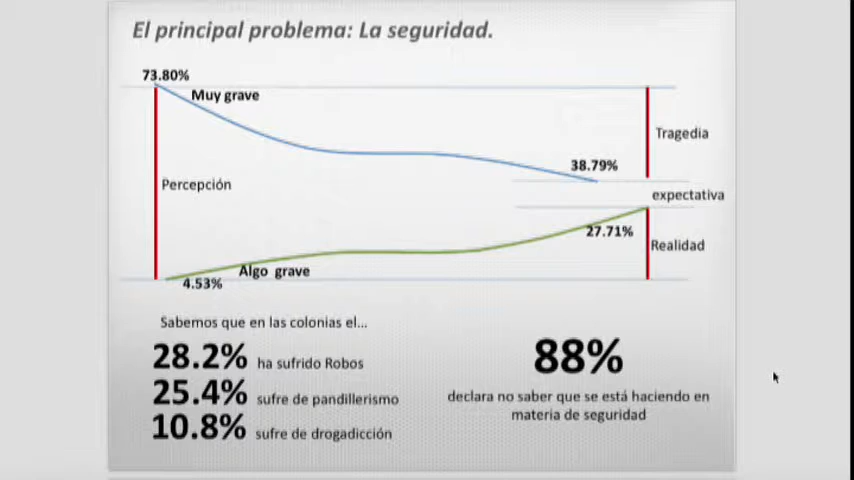 El principal problema: La seguridad.
73.80%
Muy grave
Tragedia
38.79%
Percepción
expectativa
27.71%
Realidad
Algo grave
4.53%
Sabemos que en las colonias el...
28.2% ha sufrido Robos
25.4% sufre de pandillerismo
10.8% sufre de drogadicción
88%
declara no saber que se está haciendo en
materia de seguridad